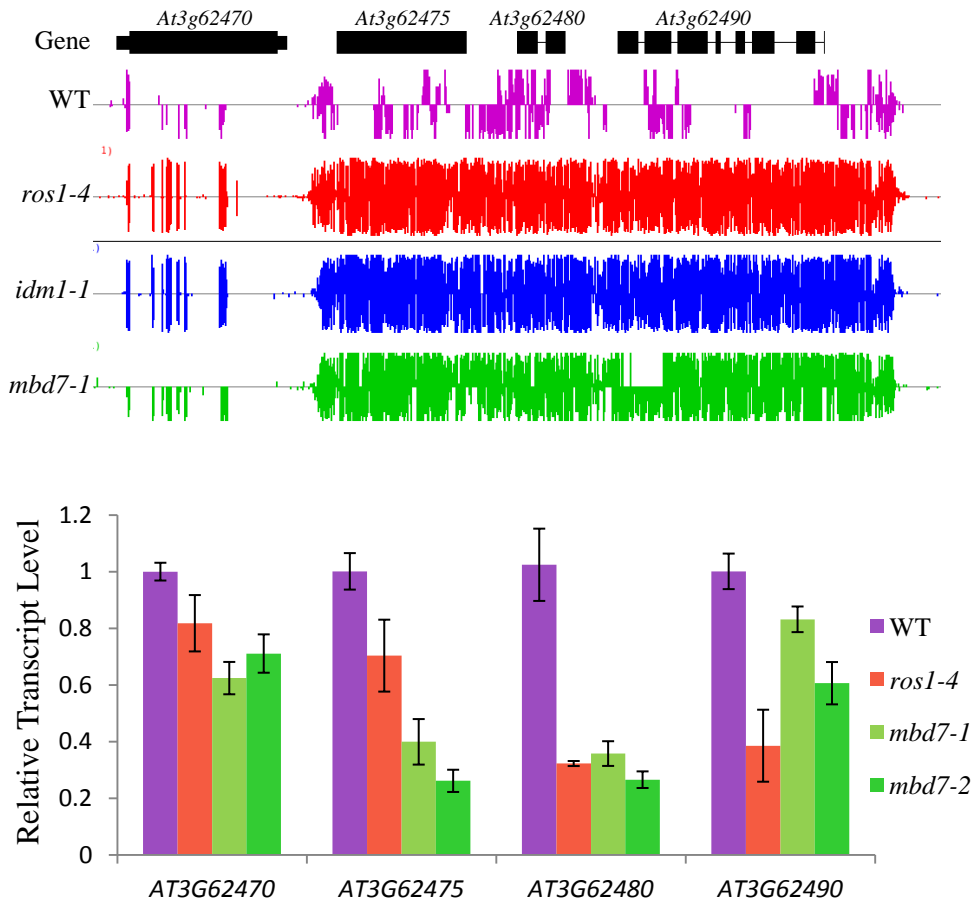 At3g62470 At3g62475 At3g62480 At3g62490
Gene
WT
1)
ros1-4
idm1-1
mbd7-1
Relative Transcript Level
1.2
1
0.8
0.6
0.4
0.2
0
WT
ros1-4
mbd7-1
mbd7-2
AT3G62470 AT3G62475 AT3G62480 AT3G62490